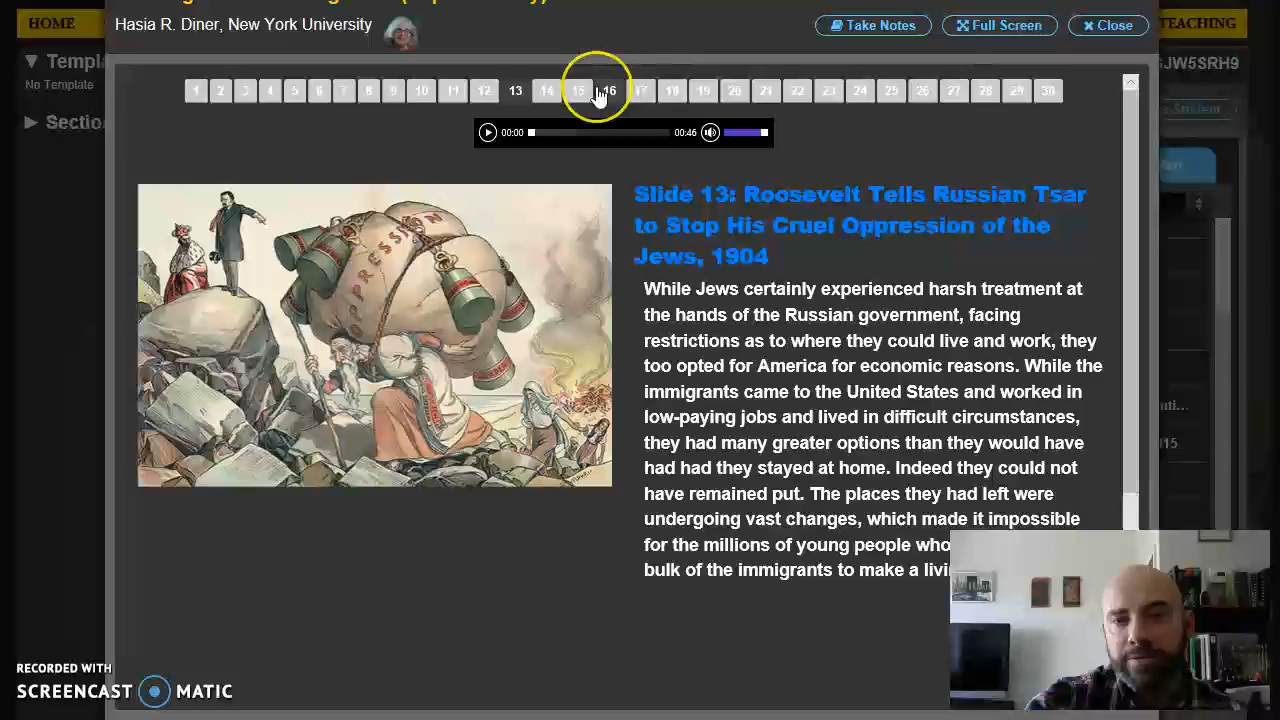 HOME
Hasia R. Diner, New York University
Take Notes
Full Screen
Close
TEACHING
Templ
No Template
Sectio
JW5SRH9
1 2 3 4 5 6 7 8 9 10 11 12 13 14 15 16 17 18 19 20 21 22 23 24 25 26 27 28 29 30
00:00
00:46
OPPRESSION
Slide 13: Roosevelt Tells Russian Tsar
to Stop His Cruel Oppression of the
Jews, 1904
While Jews certainly experienced harsh treatment at
the hands of the Russian government, facing
restrictions as to where they could live and work, they
too opted for America for economic reasons. While the
immigrants came to the United States and worked in
low-paying jobs and lived in difficult circumstances,
they had many greater options than they would have
had had they stayed at home. Indeed they could not
have remained put. The places they had left were
undergoing vast changes, which made it impossible
for the millions of young people who
bulk of the immigrants to make a livi
RECORDED WITH
SCREENCAST MATIC